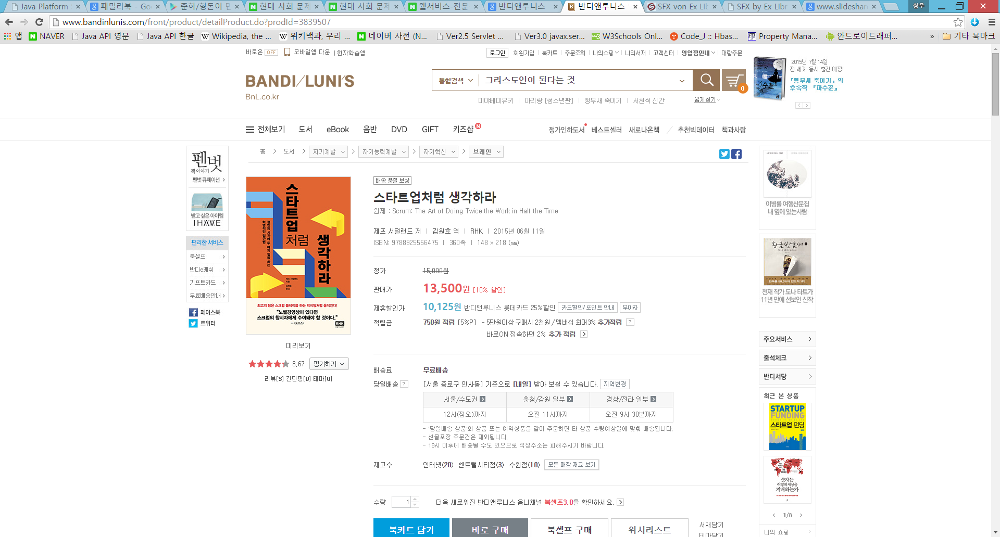 Java Platform
패밀리북 - Go
준하/형돈이 민
현대 사회 문제
현대 사회 문제
웹서비스-전문
반디앤루니스
반디앤루니스
SFX von Ex Lib
SFX by Ex Libr
www.slideshar
상우
www.bandinlunis.com/front/product/detailProduct.do?prodId=3839507
앱
NAVER
Java API 영문
Java API 한글
Wikipedia, the ...
위키백과, 우리 ...
네이버 사전 (N...
Ver2.5 Servlet ...
Ver3.0 javax.ser...
W3Schools Onl...
Code_J :: Hbas...
Property Mana...
안드로이드래퍼...
»
기타 북마크
바로온 OFF 모바일앱 다운 | 한자학습앱
로그인 회원가입 북카트 주문조회 나의쇼핑 나의서재 고객센터 영업점안내 대량주문
BANDI/LUNI'S
BnL.co.kr
통합검색 그리스도인이 된다는 것
0
미야베미유키 | 아리랑 [청소년판] | 앵무새 죽이기 | 서천석 신간
쉽게찾기
파수꾼
2015년 7월 14일
전 세계 동시 출간 예정!
『앵무새 죽이기』의
후속작 『파수꾼』
전체보기 도서 eBook 음반 DVD GIFT 키즈샵 N
정가인하도서 베스트셀러 새로나온책 / 추천빅데이터 책과사람
홈 > 도서 > 자기계발 > 자기능력계발 > 자기혁신 > 브레인
펜벗
책 이야기
펜벗 큐페이션 >
받고 싶은 아이템
I HAVE
편리한 서비스
북셀프
반디e캐쉬
기프트카드
무료배송안내
페이스북
트위터
스타트업
처럼
생각하라
절반의 시간에 두 배의 일을 하는
혁명적인 접근법
제프 서덜랜드
지음
김원호
옮김
최고의 팀은 스크럼 플레이를 하는 럭비팀처럼 움직인다!
"노벨경영상이 있다면
스크럼의 창시자에게 수여돼야 할 것이다."
—〈포브스〉
RHK
미리보기
8.67 평가하기
리뷰[3] 간단평[0] 테마[0]
배송 품질 보상
스타트업처럼 생각하라
원제 : Scrum: The Art of Doing Twice the Work in Half the Time
제프 서덜랜드 저 | 김원호 역 | RHK | 2015년 06월 11일
ISBN: 9788925556475 | 360쪽 | 148 x 218 (㎜)
정가 15,000원
판매가 13,500원 [10% 할인]
제휴할인가 10,125원 반디앤루니스 롯데카드 25%할인 카드할인/포인트 안내 무이자
적립금 750원 적립 [5%P] - 5만원이상 구매시 2천원 / 멤버십 최대3% 추가적립 ?
바로ON 접속하면 2% 추가 적립 >
배송료 무료배송
당일배송 ? [서울 종로구 인사동] 기준으로 [내일] 받아 보실 수 있습니다. 지역변경
서울/수도권 충청/강원 일부 경상/전라 일부
12시(정오)까지 오전 11시까지 오전 9시 30분까지
- '당일배송 상품'외 상품 또는 예약상품을 같이 주문하면 타 상품 수령예상일에 맞춰 배송됩니다.
- 선물포장 주문건은 제외됩니다.
- 18시 이후에 배송될 수도 있으므로 직장주소는 피해주시기 바랍니다.
재고수 인터넷(20) 센트럴시티점(3) 수원점(10) 모든 매장 재고 보기
수량 1 더욱 새로워진 반디앤루니스 옴니채널 북셀프3.0을 확인하세요. >
북카트 담기 바로 구매 북셀프 구매 위시리스트
서재담기
테마담기
이병률 여행산문집
내 옆에 있는사람
황금방울새
천재 작가 도나 타트가
11년 만에 선보인 신작
주요서비스
출석체크
반디서당
최근 본 상품
STARTUP
FUNDING
스타트업 펀딩
숫자는
어떻게 세상을
지배하는가
1/8
나의 쇼핑